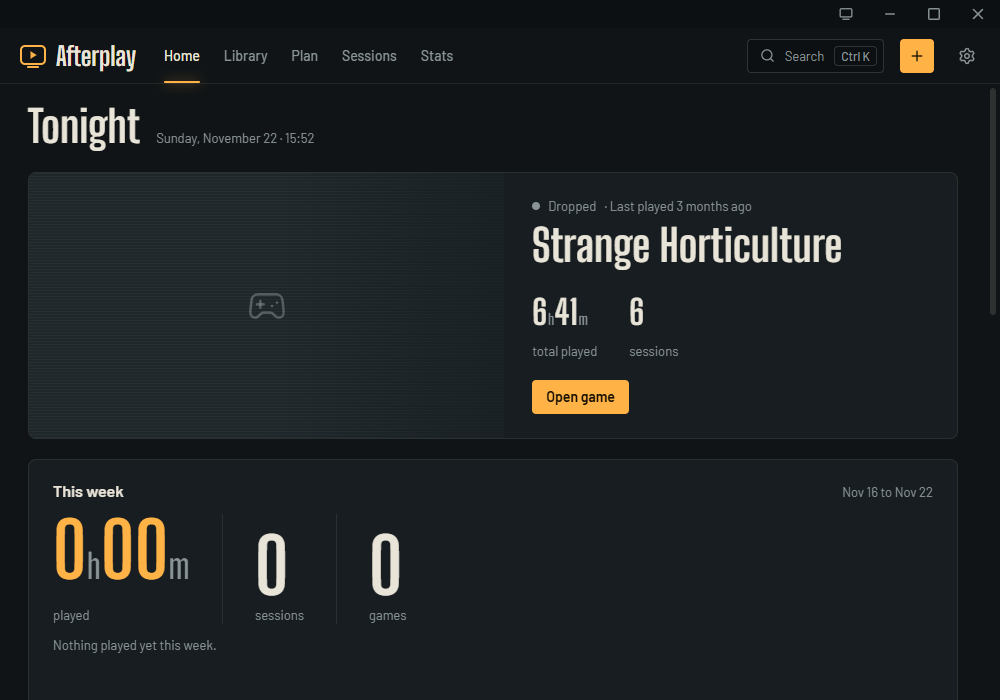 Afterplay
Home Library Plan Sessions Stats
Search Ctrl K
Tonight Sunday, November 22 · 15:52
Dropped · Last played 3 months ago
Strange Horticulture
6h41m 6
total played sessions
Open game
This week Nov 16 to Nov 22
0h00m 0 0
played sessions games
Nothing played yet this week.